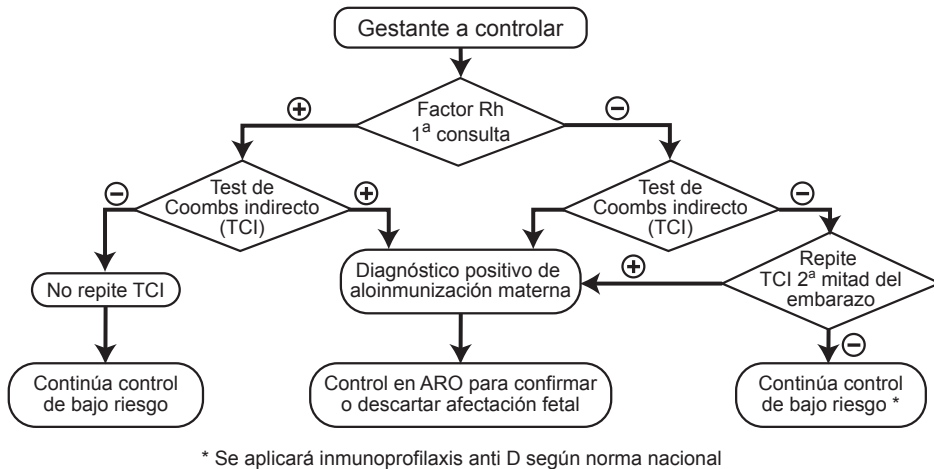 Gestante a controlar
Factor Rh
1ª consulta
+
−
−
Test de
Coombs indirecto
(TCI)
+
Test de
Coombs indirecto
(TCI)
−
No repite TCI
Diagnóstico positivo de
aloinmunización materna
+
Repite
TCI 2ª mitad del
embarazo
−
Continúa control
de bajo riesgo
Control en ARO para confirmar
o descartar afectación fetal
Continúa control
de bajo riesgo *
* Se aplicará inmunoprofilaxis anti D según norma nacional